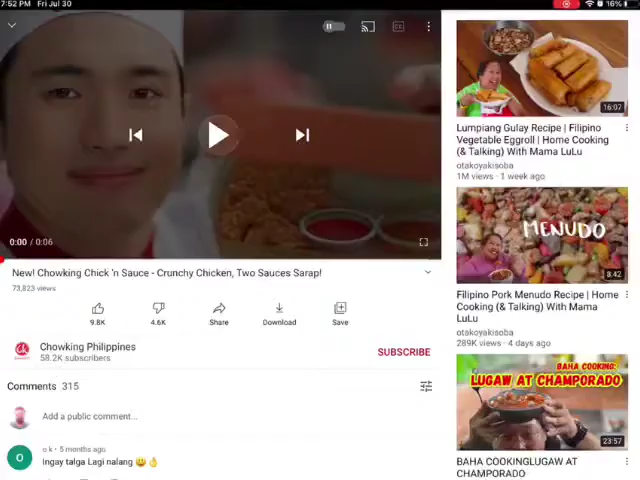 7:52 PM Fri Jul 30
16%
0:00 / 0:06
New! Chowking Chick 'n Sauce - Crunchy Chicken, Two Sauces Sarap!
73,823 views
9.8K
4.6K
Share
Download
Save
Chowking Philippines
58.2K subscribers
SUBSCRIBE
Comments 315
Add a public comment...
o
o k • 5 months ago
Ingay talga Lagi nalang 😀 👌
16:07
Lumpiang Gulay Recipe | Filipino
Vegetable Eggroll | Home Cooking
(& Talking) With Mama LuLu
otakoyakisoba
1M views · 1 week ago
MENUDO
8:42
Filipino Pork Menudo Recipe | Home
Cooking (& Talking) With Mama
LuLu
otakoyakisoba
289K views · 4 days ago
BAHA COOKING:
LUGAW AT CHAMPORADO
23:57
BAHA COOKINGLUGAW AT
CHAMPORADO